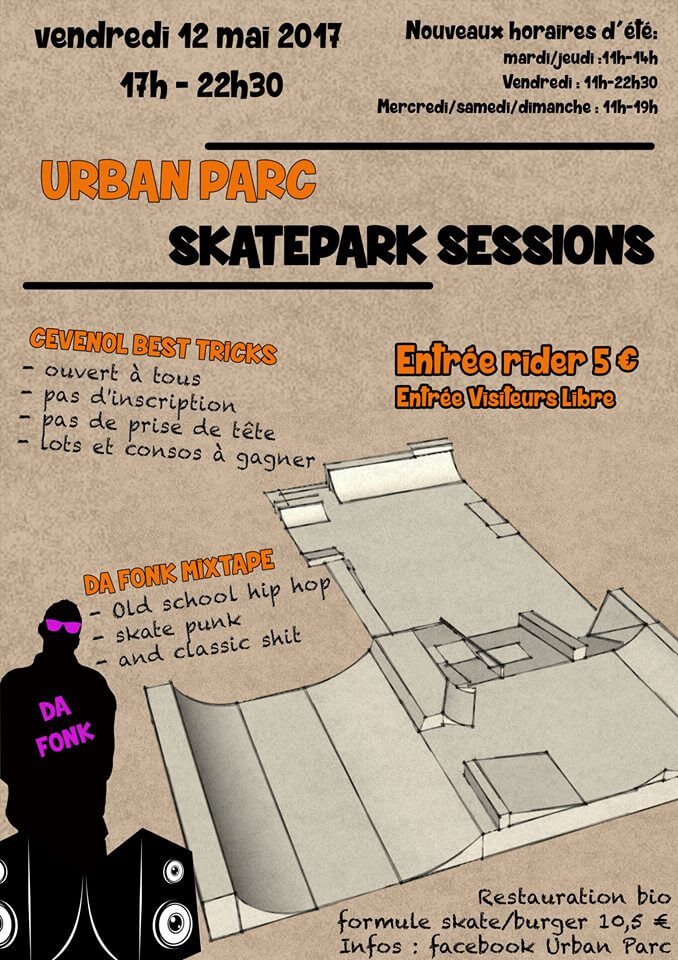 vendredi 12 mai 2017
17h - 22h30
Nouveaux horaires d'été:
mardi/jeudi :11h-14h
Vendredi : 11h-22h30
Mercredi/samedi/dimanche : 11h-19h
URBAN PARC
SKATEPARK SESSIONS
CEVENOL BEST TRICKS
- ouvert à tous
- pas d'inscription
- pas de prise de tête
- lots et consos à gagner
Entrée rider 5 €
Entrée Visiteurs Libre
DA FONK MIXTAPE
- Old school hip hop
- skate punk
- and classic shit
DA
FONK
Restauration bio
formule skate/burger 10,5 €
Infos : facebook Urban Parc